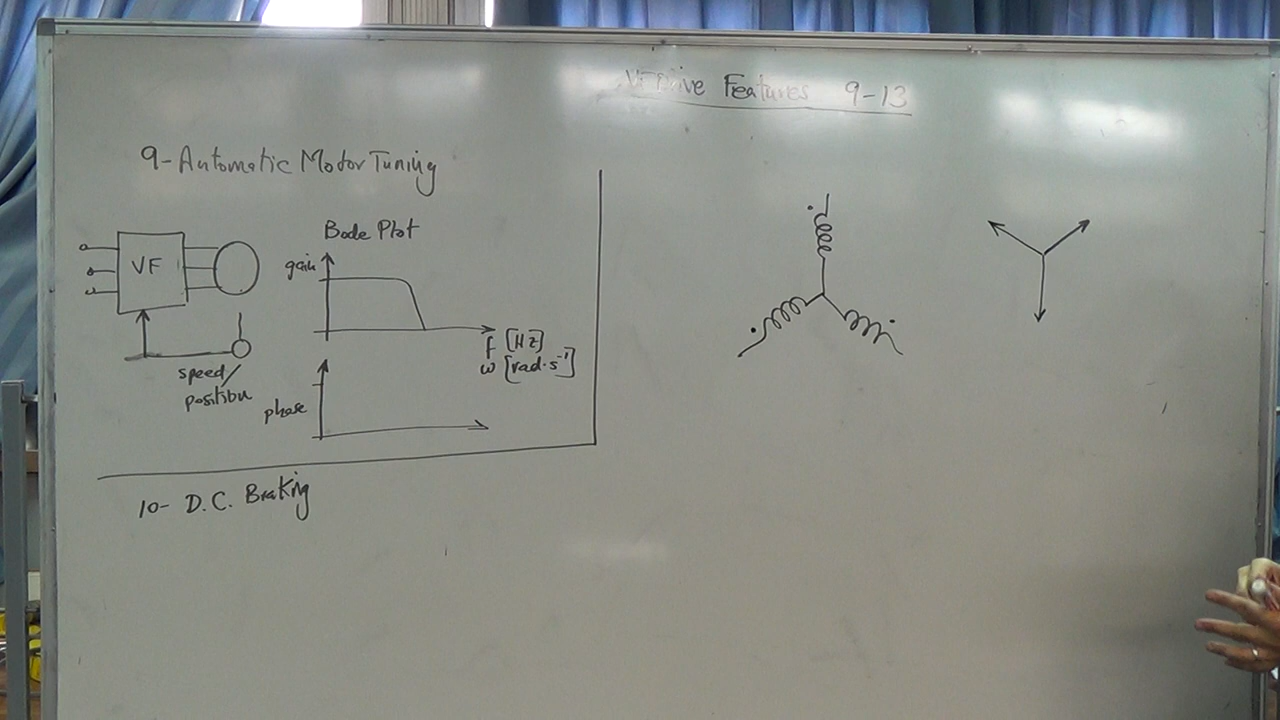 Drive Features 9-13
9- Automatic Motor Tuning
VF
speed/
position
Bode Plot
gain
f [Hz]
ω [rad·s⁻¹]
phase
10- D.C. Braking